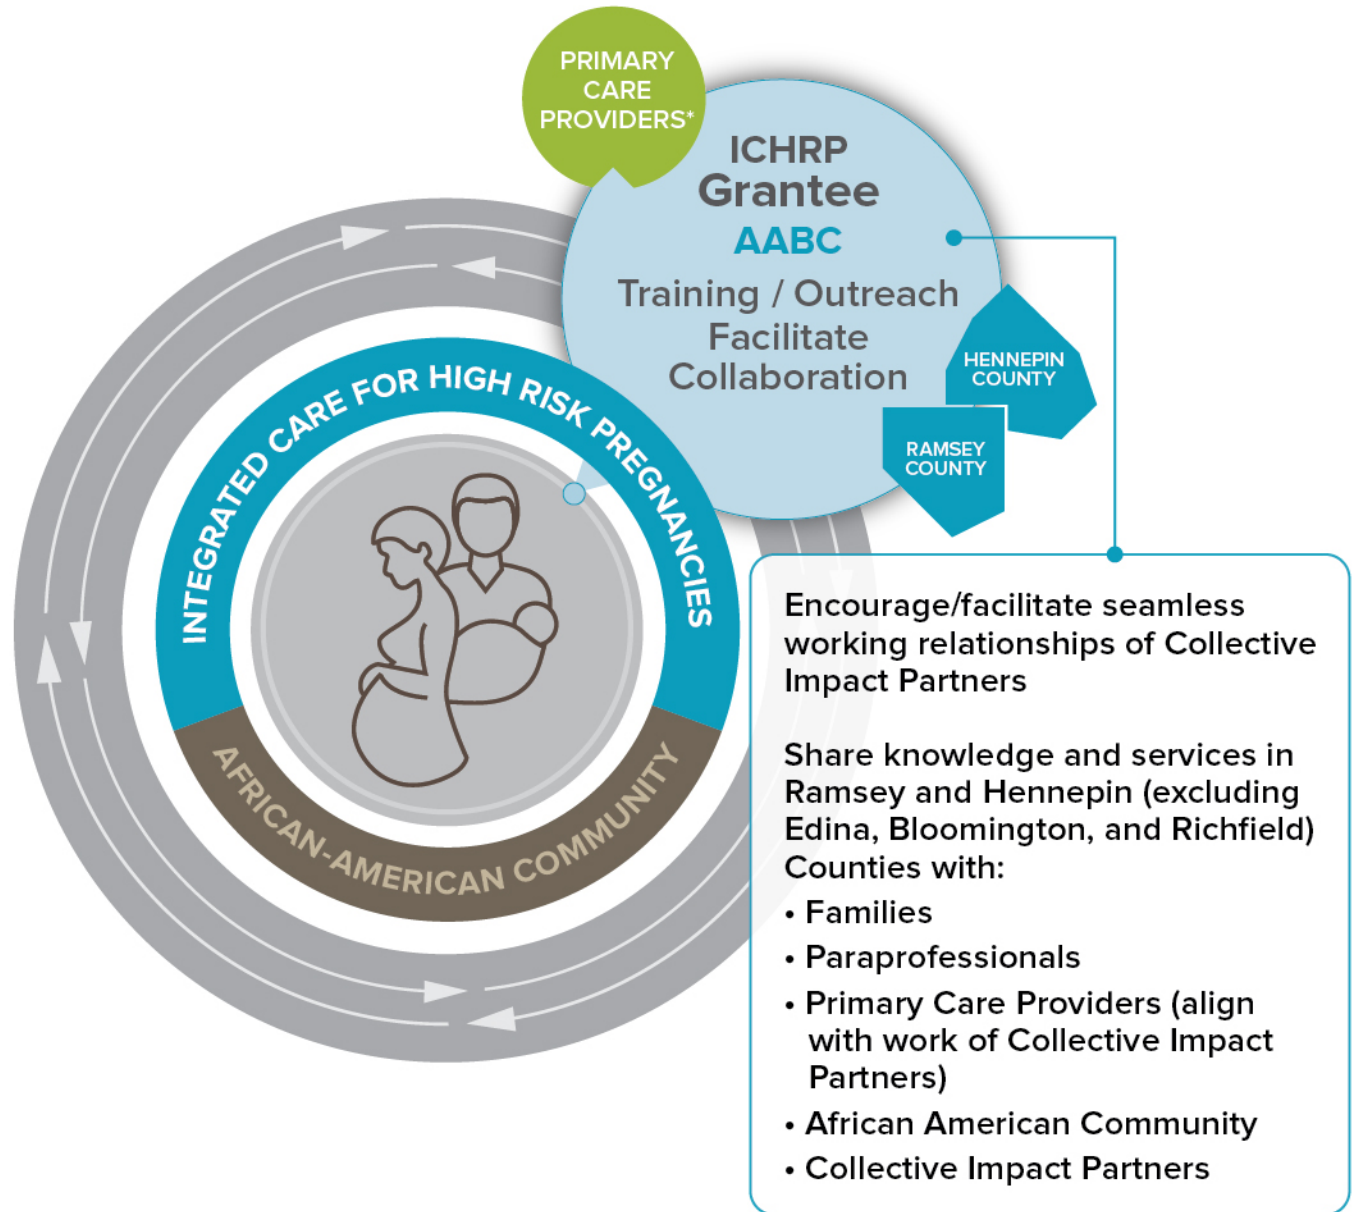 PRIMARY
CARE
PROVIDERS*
ICHRP
Grantee
AABC
Training / Outreach
Facilitate
Collaboration
HENNEPIN
COUNTY
RAMSEY
COUNTY
INTEGRATED CARE FOR HIGH RISK PREGNANCIES
AFRICAN-AMERICAN COMMUNITY
Encourage/facilitate seamless
working relationships of Collective
Impact Partners
Share knowledge and services in
Ramsey and Hennepin (excluding
Edina, Bloomington, and Richfield)
Counties with:
• Families
• Paraprofessionals
• Primary Care Providers (align
with work of Collective Impact
Partners)
• African American Community
• Collective Impact Partners